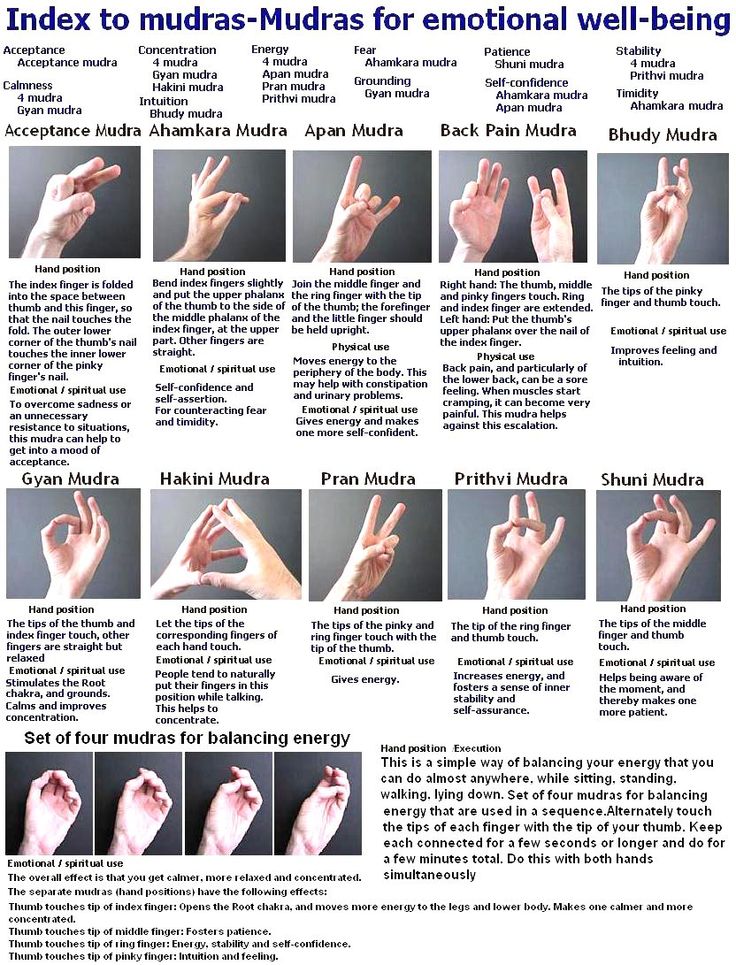 Index to mudras-Mudras for emotional well-being
Acceptance
Acceptance mudra
Calmness
4 mudra
Gyan mudra
Concentration
4 mudra
Gyan mudra
Hakini mudra
Intuition
Bhudy mudra
Energy
4 mudra
Apan mudra
Pran mudra
Prithvi mudra
Fear
Ahamkara mudra
Grounding
Gyan mudra
Patience
Shuni mudra
Self-confidence
Ahamkara mudra
Apan mudra
Stability
4 mudra
Prithvi mudra
Timidity
Ahamkara mudra
Acceptance Mudra
Hand position
The index finger is folded
into the space between
thumb and this finger, so
that the nail touches the
fold. The outer lower
corner of the thumb's nail
touches the inner lower
corner of the pinky
finger's nail.
Emotional / spiritual use
To overcome sadness or
an unnecessary
resistance to situations,
this mudra can help to
get into a mood of
acceptance.
Ahamkara Mudra
Hand position
Bend index fingers slightly
and put the upper phalanx
of the thumb to the side of
the middle phalanx of the
index finger, at the upper
part. Other fingers are
straight.
Emotional / spiritual use
Self-confidence and
self-assertion.
For counteracting fear
and timidity.
Apan Mudra
Hand position
Join the middle finger and
the ring finger with the tip
of the thumb; the forefinger
and the little finger should
be held upright.
Physical use
Moves energy to the
periphery of the body. This
may help with constipation
and urinary problems.
Emotional / spiritual use
Gives energy and makes
one more self-confident.
Back Pain Mudra
Hand position
Right hand: The thumb, middle
and pinky fingers touch. Ring
and index finger are extended.
Left hand: Put the thumb's
upper phalanx over the nail of
the index finger.
Physical use
Back pain, and particularly of
the lower back, can be a sore
feeling. When muscles start
cramping, it can become very
painful. This mudra helps
against this escalation.
Bhudy Mudra
Hand position
The tips of the pinky
finger and thumb touch.
Emotional / spiritual use
Improves feeling and
intuition.
Gyan Mudra
Hand position
The tips of the thumb and
index finger touch, other
fingers are straight but
relaxed
Emotional / spiritual use
Stimulates the Root
chakra, and grounds.
Calms and improves
concentration.
Hakini Mudra
Hand position
Let the tips of the
corresponding fingers of
each hand touch.
Emotional / spiritual use
People tend to naturally
put their fingers in this
position while talking.
This helps to
concentrate.
Pran Mudra
Hand position
The tips of the pinky and
ring finger touch with the
tip of the thumb.
Emotional / spiritual use
Gives energy.
Prithvi Mudra
Hand position
The tip of the ring finger
and thumb touch.
Emotional / spiritual use
Increases energy, and
fosters a sense of inner
stability and
self-assurance.
Shuni Mudra
Hand position
The tips of the middle
finger and thumb
touch.
Emotional / spiritual use
Helps being aware of
the moment, and
thereby makes one
more patient.
Set of four mudras for balancing energy
Hand position /Execution
This is a simple way of balancing your energy that you
can do almost anywhere, while sitting, standing,
walking, lying down. Set of four mudras for balancing
energy that are used in a sequence.Alternately touch
the tips of each finger with the tip of your thumb. Keep
each connected for a few seconds or longer and do for
a few minutes total. Do this with both hands
simultaneously
Emotional / spiritual use
The overall effect is that you get calmer, more relaxed and concentrated.
The separate mudras (hand positions) have the following effects:
Thumb touches tip of index finger: Opens the Root chakra, and moves more energy to the legs and lower body. Makes one calmer and more
concentrated.
Thumb touches tip of middle finger: Fosters patience.
Thumb touches tip of ring finger: Energy, stability and self-confidence.
Thumb touches tip of pinky finger: Intuition and feeling.